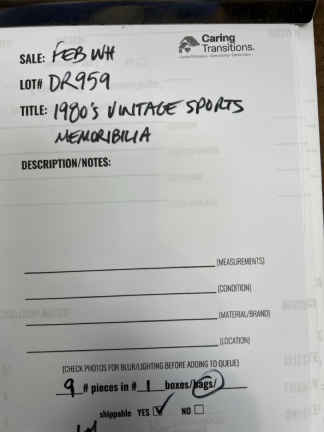 Caring
Transitions.
SALE: FEB WH
LOT# DR959
TITLE: 1980's VINTAGE SPORTS
MEMORIBILIA
DESCRIPTION/NOTES:
(MEASUREMENTS)
(CONDITION)
(MATERIAL/BRAND)
(LOCATION)
(CHECK PHOTOS FOR BLUR/LIGHTING BEFORE ADDING TO QUEUE)
9 # pieces in # 1 boxes/bags/
shippable YES ✓ NO